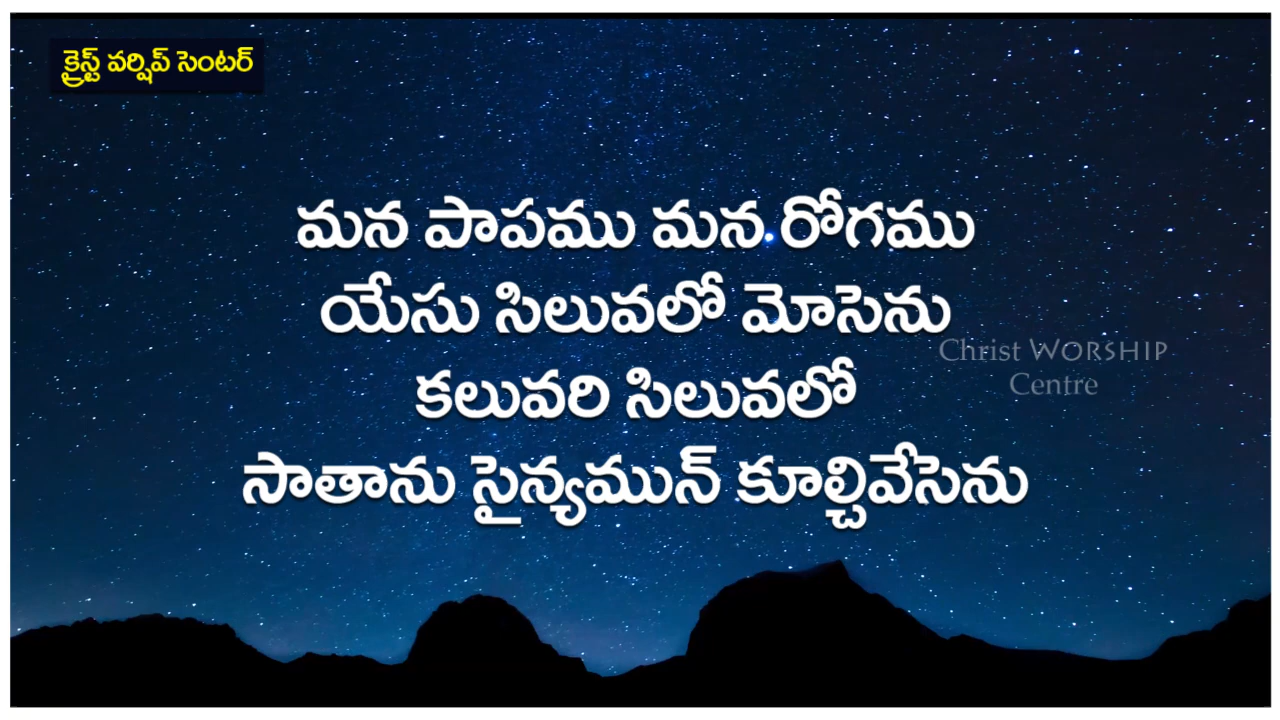 క్రైస్ట్ వర్షిప్ సెంటర్
మన పాపము మన రోగము
యేసు సిలువలో మోసెను
Christ WORSHIP
Centre
కలువరి సిలువలో
సాతాను సైన్యమున్ కూల్చివేసెను